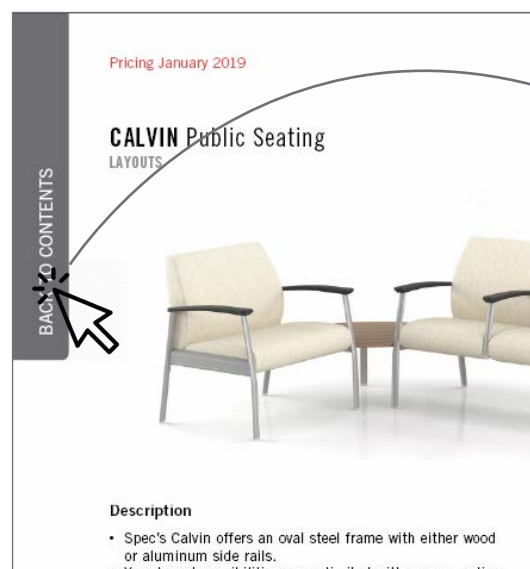 Pricing January 2019
CALVIN Public Seating
LAYOUTS
BACK TO CONTENTS
Description
• Spec's Calvin offers an oval steel frame with either wood
or aluminum side rails.